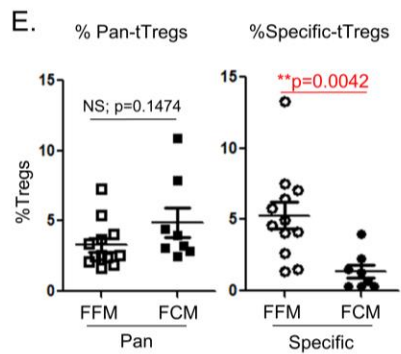 E.
% Pan-tTregs
%Specific-tTregs
15
10
5
0
%Tregs
NS; p=0.1474
FFM
FCM
Pan
15
10
5
0
**p=0.0042
FFM
FCM
Specific